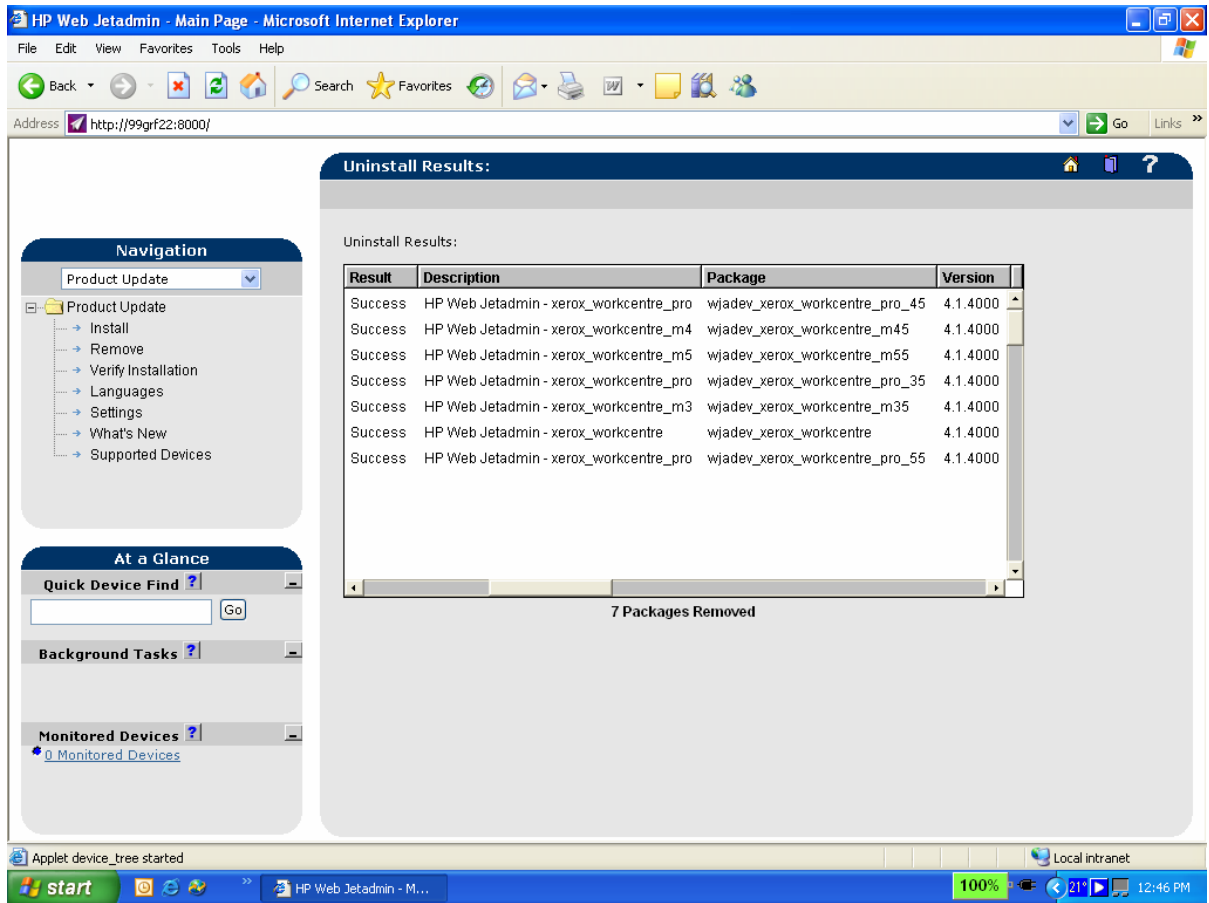 HP Web Jetadmin - Main Page - Microsoft Internet Explorer
File Edit View Favorites Tools Help
Back Search Favorites
Address http://99grf22:8000/ Go Links »
Uninstall Results: ?
Navigation
Product Update
Product Update
Install
Remove
Verify Installation
Languages
Settings
What's New
Supported Devices
At a Glance
Quick Device Find ?
Go
Background Tasks ?
Monitored Devices ?
0 Monitored Devices
Uninstall Results:
Result Description Package Version
Success HP Web Jetadmin - xerox_workcentre_pro wjadev_xerox_workcentre_pro_45 4.1.4000
Success HP Web Jetadmin - xerox_workcentre_m4 wjadev_xerox_workcentre_m45 4.1.4000
Success HP Web Jetadmin - xerox_workcentre_m5 wjadev_xerox_workcentre_m55 4.1.4000
Success HP Web Jetadmin - xerox_workcentre_pro wjadev_xerox_workcentre_pro_35 4.1.4000
Success HP Web Jetadmin - xerox_workcentre_m3 wjadev_xerox_workcentre_m35 4.1.4000
Success HP Web Jetadmin - xerox_workcentre wjadev_xerox_workcentre 4.1.4000
Success HP Web Jetadmin - xerox_workcentre_pro wjadev_xerox_workcentre_pro_55 4.1.4000
7 Packages Removed
Applet device_tree started Local intranet
start » HP Web Jetadmin - M... 100% 21° 12:46 PM